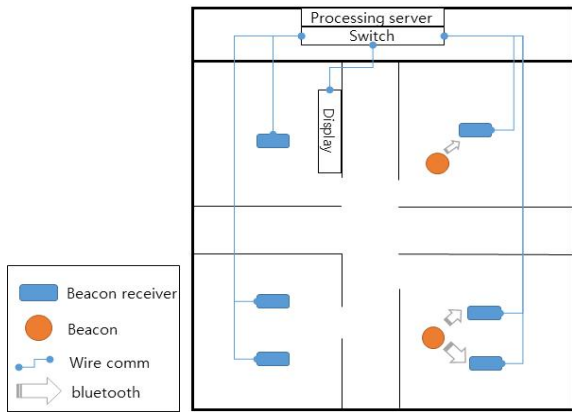 Processing server
Switch
Display
Beacon receiver
Beacon
Wire comm
bluetooth